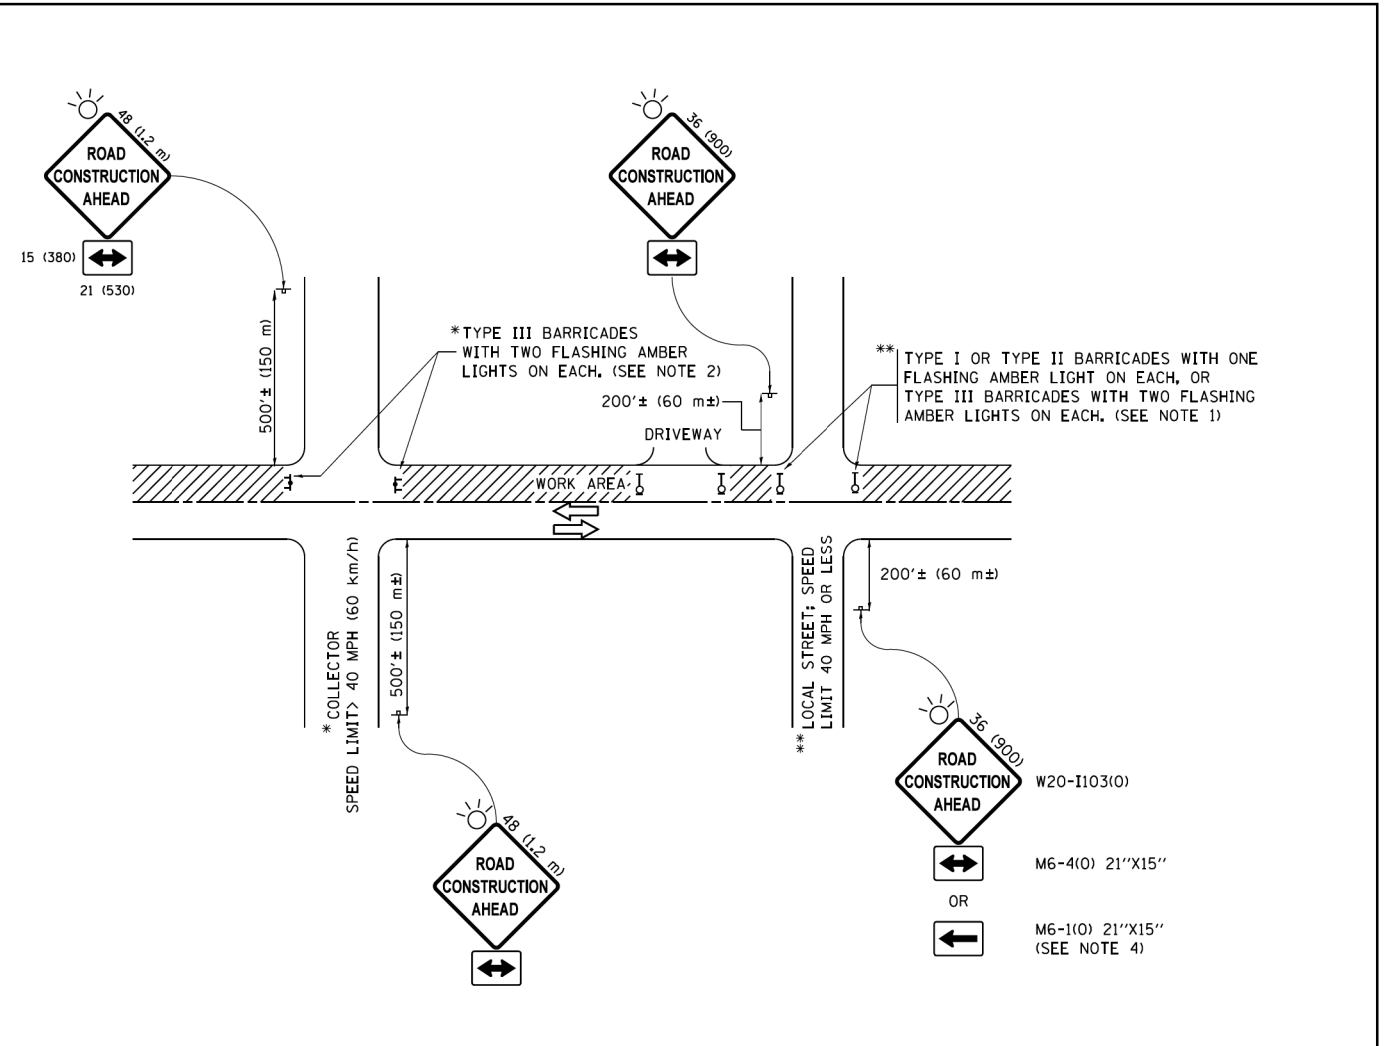 48 (1.2 m)
ROAD
CONSTRUCTION
AHEAD
15 (380)
21 (530)
500'± (150 m)
36 (900)
ROAD
CONSTRUCTION
AHEAD
*TYPE III BARRICADES
WITH TWO FLASHING AMBER
LIGHTS ON EACH. (SEE NOTE 2)
200'± (60 m±)
DRIVEWAY
** TYPE I OR TYPE II BARRICADES WITH ONE
FLASHING AMBER LIGHT ON EACH, OR
TYPE III BARRICADES WITH TWO FLASHING
AMBER LIGHTS ON EACH. (SEE NOTE 1)
WORK AREA
* COLLECTOR
SPEED LIMIT> 40 MPH (60 km/h)
500'± (150 m±)
** LOCAL STREET; SPEED
LIMIT 40 MPH OR LESS
200'± (60 m±)
48 (1.2 m)
ROAD
CONSTRUCTION
AHEAD
36 (900)
ROAD
CONSTRUCTION
AHEAD
W20-I103(O)
M6-4(O) 21''X15''
OR
M6-1(O) 21''X15''
(SEE NOTE 4)